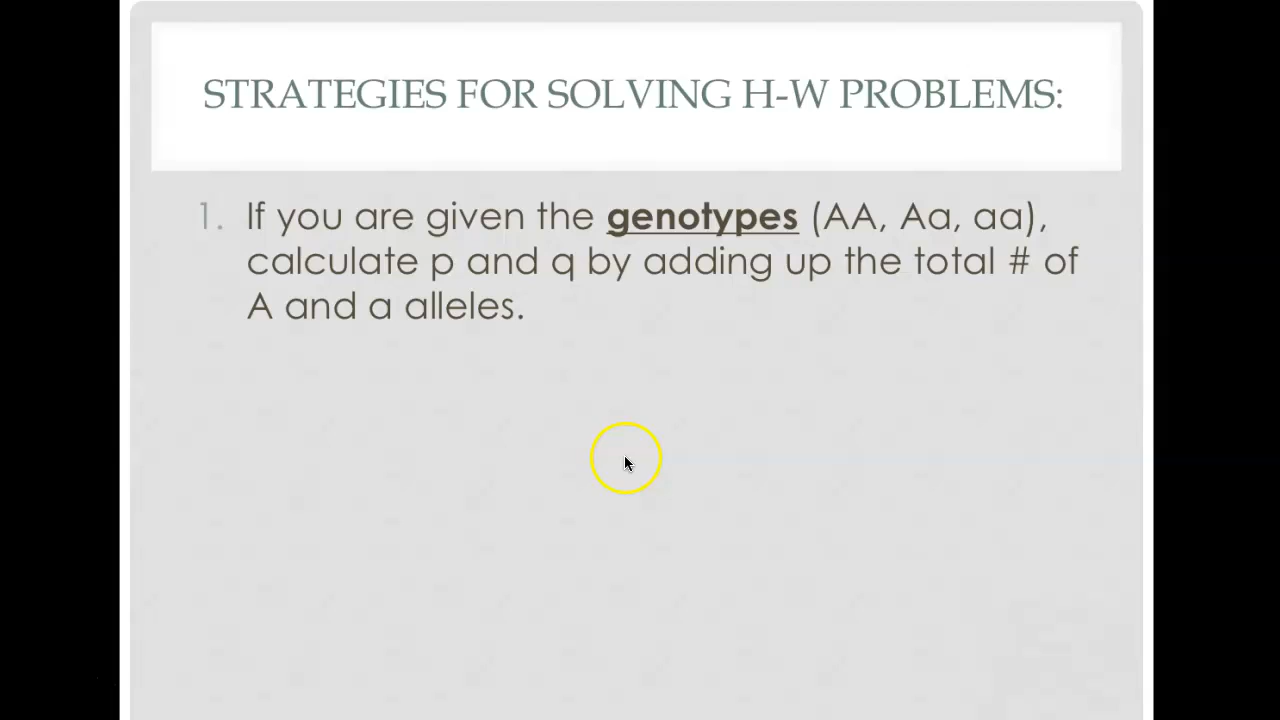 STRATEGIES FOR SOLVING H-W PROBLEMS:
1. If you are given the genotypes (AA, Aa, aa),
calculate p and q by adding up the total # of
A and a alleles.